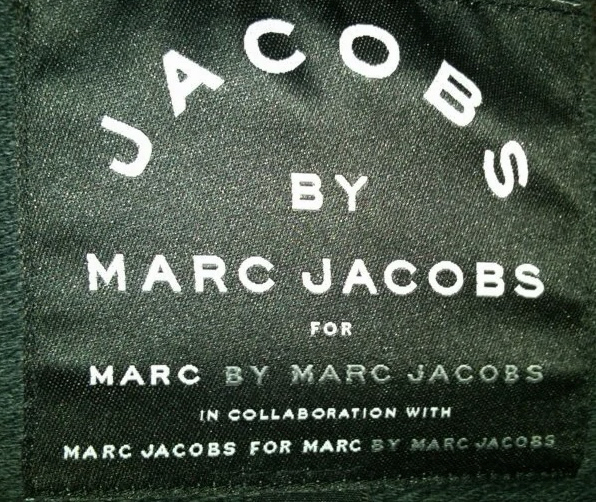 JACOBS
BY
MARC JACOBS
FOR
MARC BY MARC JACOBS
IN COLLABORATION WITH
MARC JACOBS FOR MARC BY MARC JACOBS